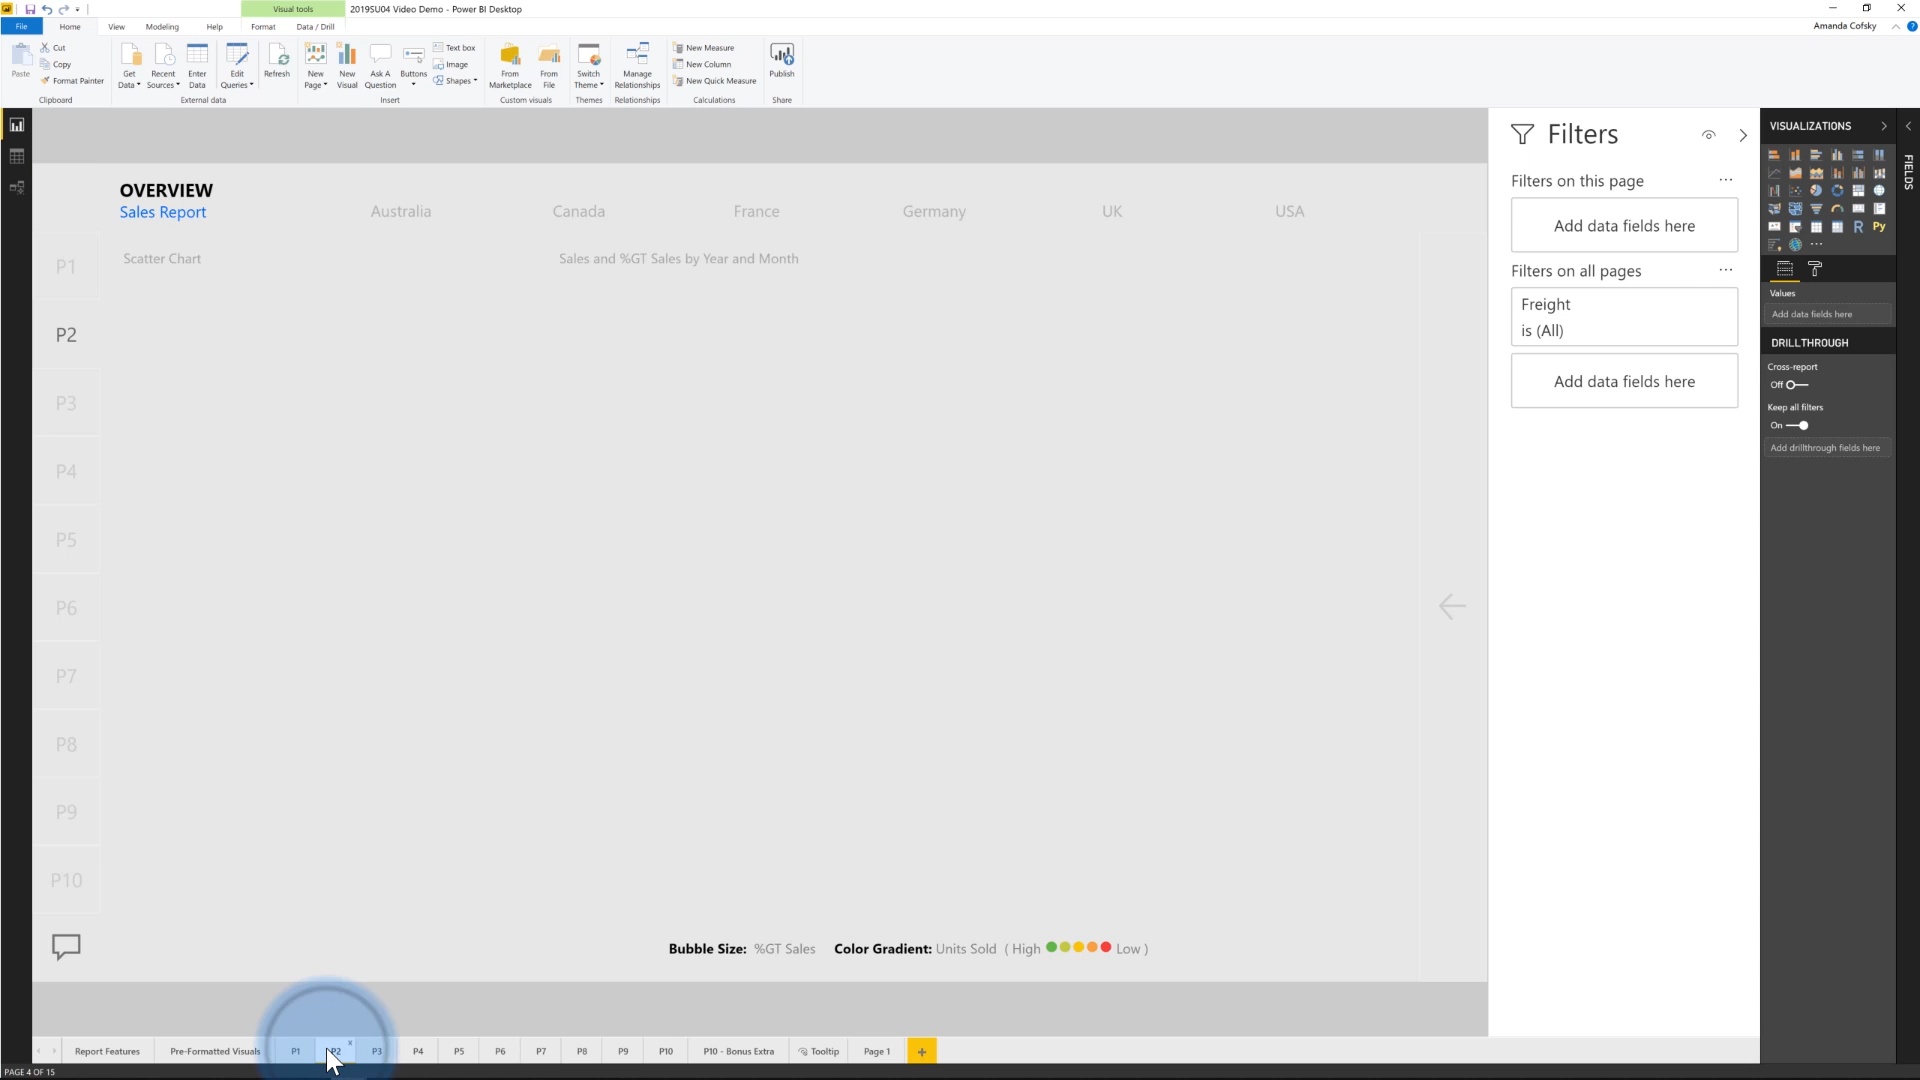 Visual tools
2019SU04 Video Demo - Power BI Desktop
File
Home
View
Modeling
Help
Format
Data / Drill
Amanda Cofsky
Paste
Cut
Copy
Format Painter
Clipboard
Get Data
Recent Sources
Enter Data
Edit Queries
Refresh
External data
New Page
New Visual
Ask A Question
Buttons
Text box
Image
Shapes
Insert
From Marketplace
From File
Custom visuals
Switch Theme
Themes
Manage Relationships
Relationships
New Measure
New Column
New Quick Measure
Calculations
Publish
Share
OVERVIEW
Sales Report
Australia
Canada
France
Germany
UK
USA
Scatter Chart
Sales and %GT Sales by Year and Month
P1
P2
P3
P4
P5
P6
P7
P8
P9
P10
Bubble Size: %GT Sales
Color Gradient: Units Sold ( High
Low )
Filters
Filters on this page
Add data fields here
Filters on all pages
Freight
is (All)
Add data fields here
VISUALIZATIONS
FIELDS
R
Py
Values
Add data fields here
DRILLTHROUGH
Cross-report
Off
Keep all filters
On
Add drillthrough fields here
Report Features
Pre-Formatted Visuals
P1
P2
x
P3
P4
P5
P6
P7
P8
P9
P10
P10 - Bonus Extra
Tooltip
Page 1
+
PAGE 4 OF 15